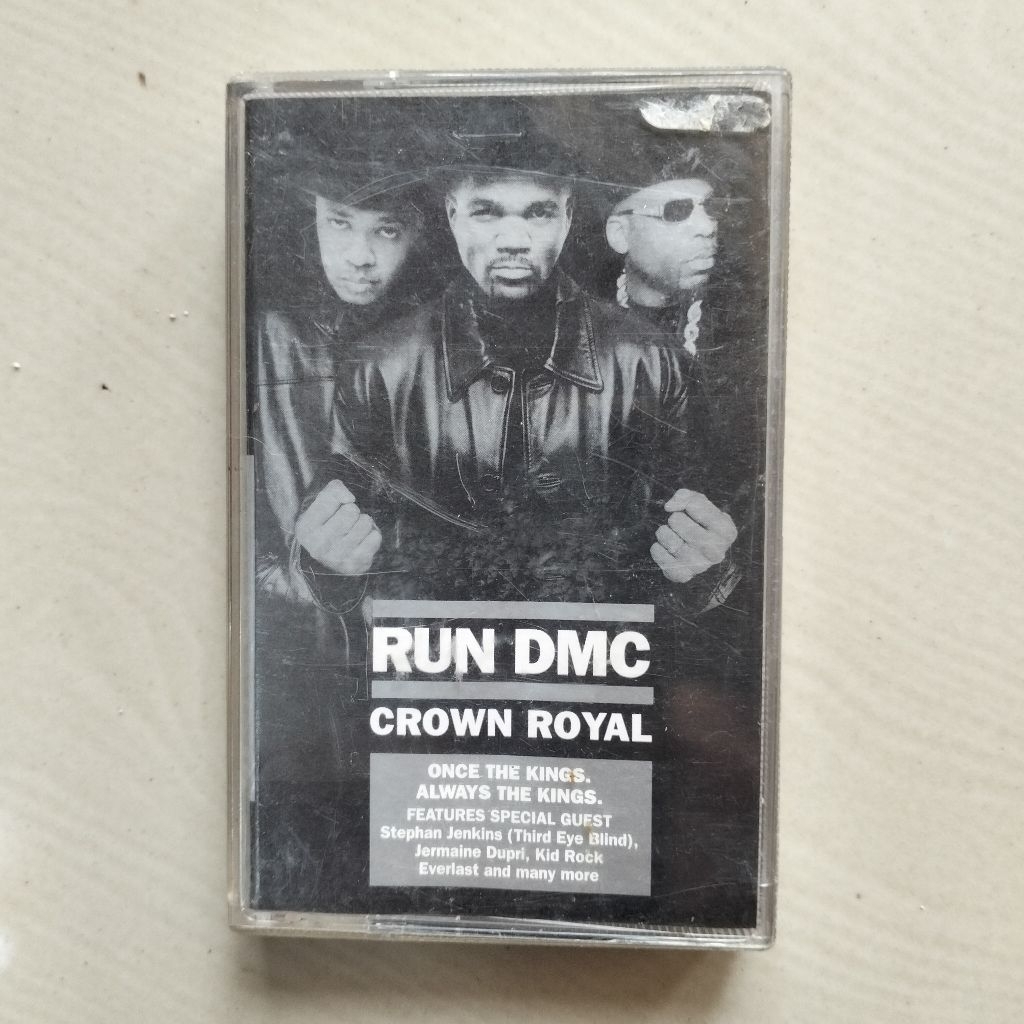 RUN DMC
CROWN ROYAL
ONCE THE KINGS.
ALWAYS THE KINGS.
FEATURES SPECIAL GUEST
Stephan Jenkins (Third Eye Blind),
Jermaine Dupri, Kid Rock
Everlast and many more